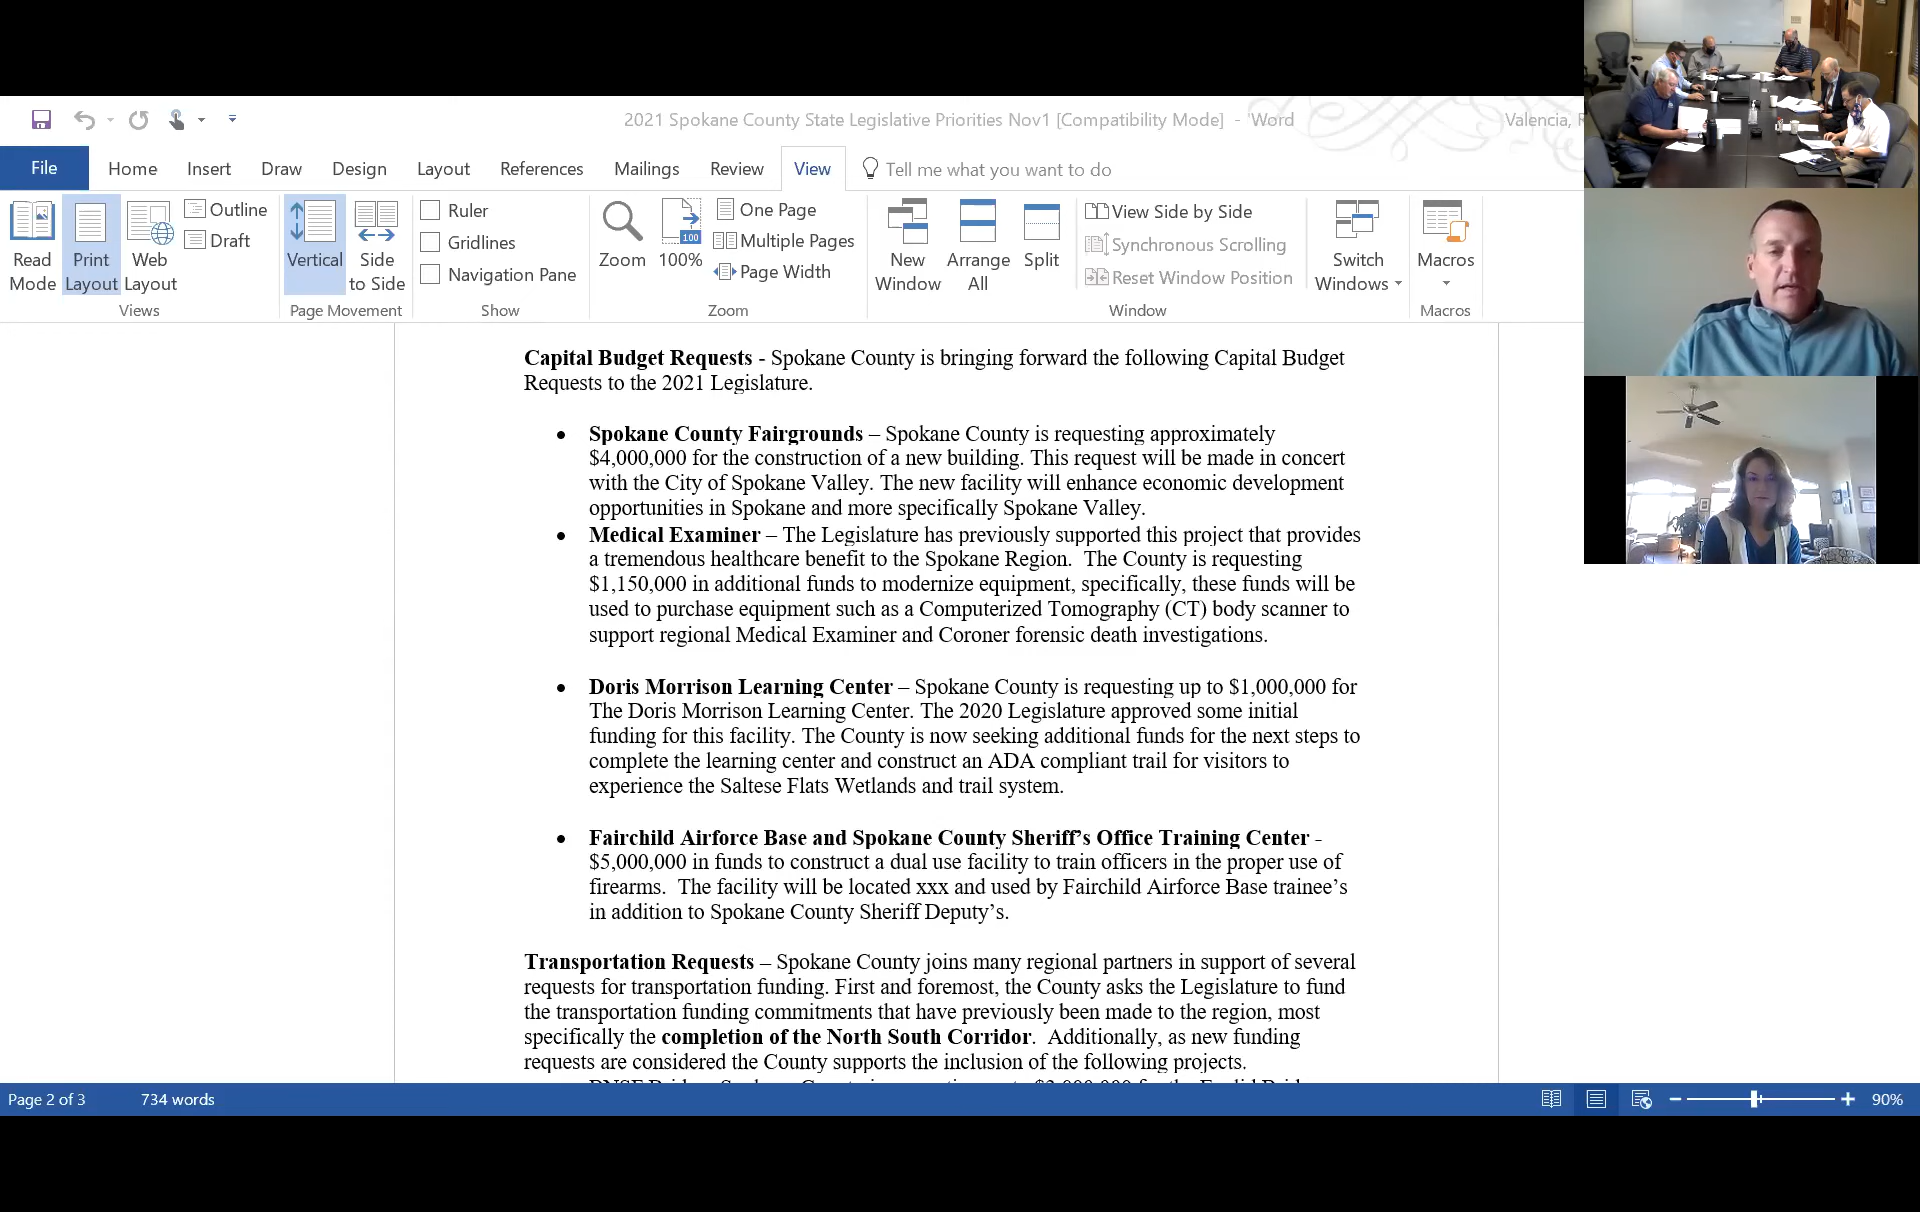 2021 Spokane County State Legislative Priorities Nov1 [Compatibility Mode] - Word
Valencia, R
File Home Insert Draw Design Layout References Mailings Review View Tell me what you want to do
Read Mode
Print Layout
Web Layout
Outline
Draft
Views
Vertical
Side to Side
Page Movement
Ruler
Gridlines
Navigation Pane
Show
Zoom
100
100%
One Page
Multiple Pages
Page Width
Zoom
New Window
Arrange All
Split
View Side by Side
Synchronous Scrolling
Reset Window Position
Window
Switch Windows
Macros
Macros
Capital Budget Requests - Spokane County is bringing forward the following Capital Budget
Requests to the 2021 Legislature.
• Spokane County Fairgrounds – Spokane County is requesting approximately
$4,000,000 for the construction of a new building. This request will be made in concert
with the City of Spokane Valley. The new facility will enhance economic development
opportunities in Spokane and more specifically Spokane Valley.
• Medical Examiner – The Legislature has previously supported this project that provides
a tremendous healthcare benefit to the Spokane Region.  The County is requesting
$1,150,000 in additional funds to modernize equipment, specifically, these funds will be
used to purchase equipment such as a Computerized Tomography (CT) body scanner to
support regional Medical Examiner and Coroner forensic death investigations.
• Doris Morrison Learning Center – Spokane County is requesting up to $1,000,000 for
The Doris Morrison Learning Center. The 2020 Legislature approved some initial
funding for this facility. The County is now seeking additional funds for the next steps to
complete the learning center and construct an ADA compliant trail for visitors to
experience the Saltese Flats Wetlands and trail system.
• Fairchild Airforce Base and Spokane County Sheriff’s Office Training Center -
$5,000,000 in funds to construct a dual use facility to train officers in the proper use of
firearms.  The facility will be located xxx and used by Fairchild Airforce Base trainee’s
in addition to Spokane County Sheriff Deputy’s.
Transportation Requests – Spokane County joins many regional partners in support of several
requests for transportation funding. First and foremost, the County asks the Legislature to fund
the transportation funding commitments that have previously been made to the region, most
specifically the completion of the North South Corridor.  Additionally, as new funding
requests are considered the County supports the inclusion of the following projects.
Page 2 of 3 734 words 90%